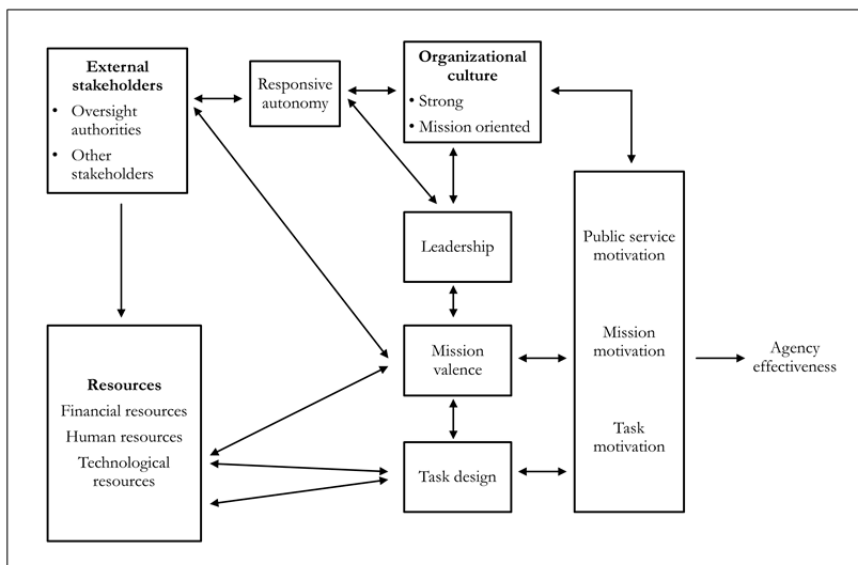 External
stakeholders
• Oversight
authorities
• Other
stakeholders
Responsive
autonomy
Organizational
culture
• Strong
• Mission oriented
Leadership
Public service
motivation
Mission
valence
Mission
motivation
Agency
effectiveness
Resources
Financial resources
Human resources
Technological
resources
Task design
Task
motivation